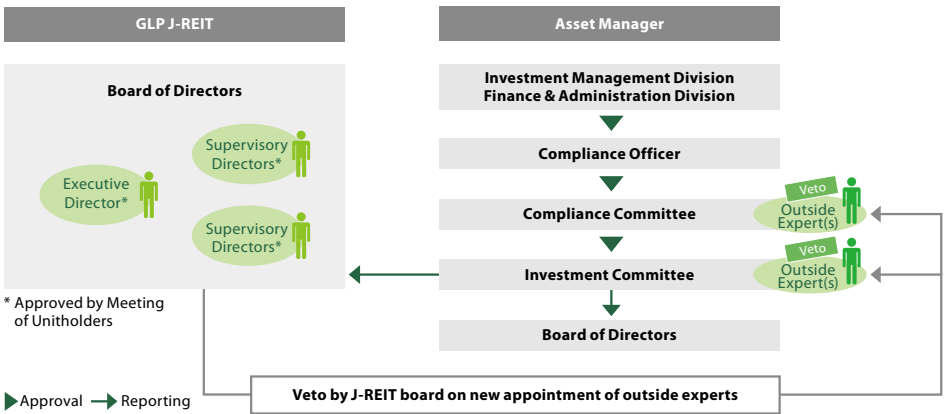 GLP J-REIT
Board of Directors
Supervisory
Directors*
Executive
Director*
Supervisory
Directors*
* Approved by Meeting
of Unitholders
Approval
Reporting
Asset Manager
Investment Management Division
Finance & Administration Division
Compliance Officer
Compliance Committee
Veto
Outside
Expert(s)
Investment Committee
Veto
Outside
Expert(s)
Board of Directors
Veto by J-REIT board on new appointment of outside experts